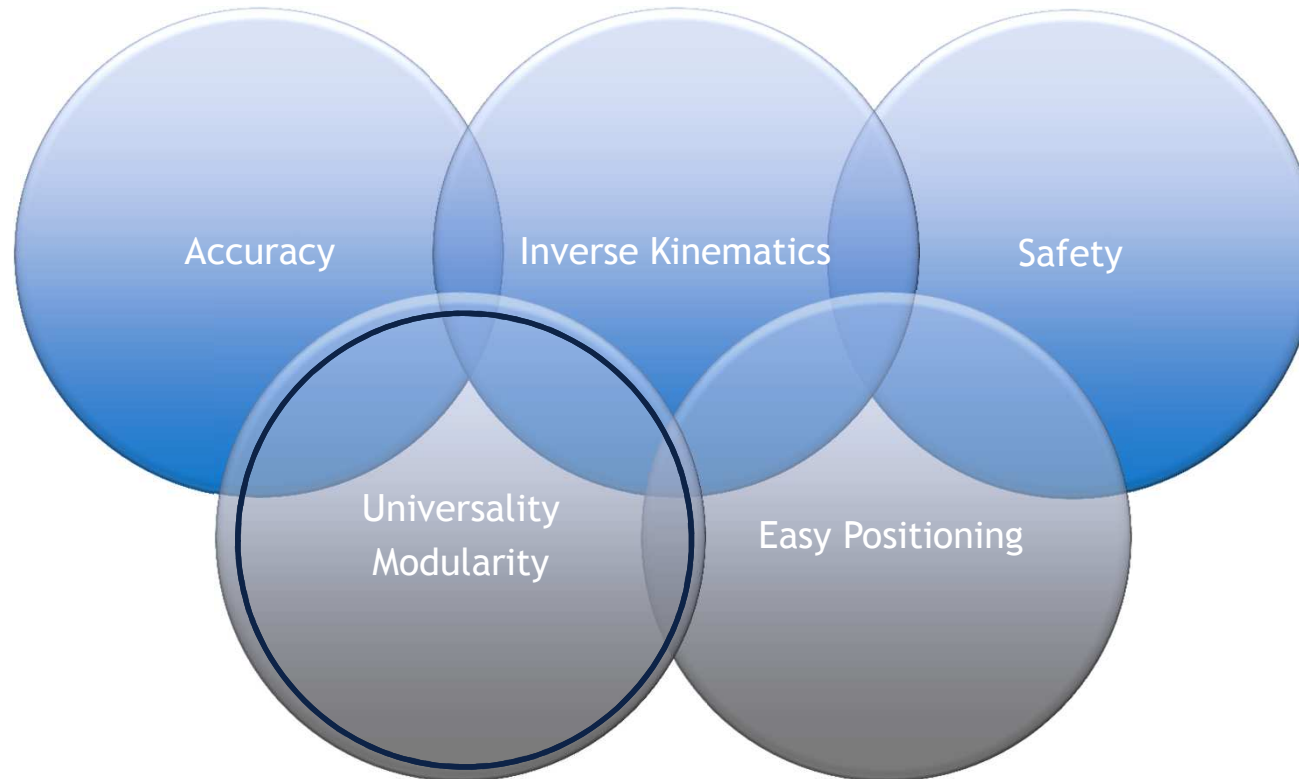 Accuracy
Inverse Kinematics
Safety
Universality
Modularity
Easy Positioning